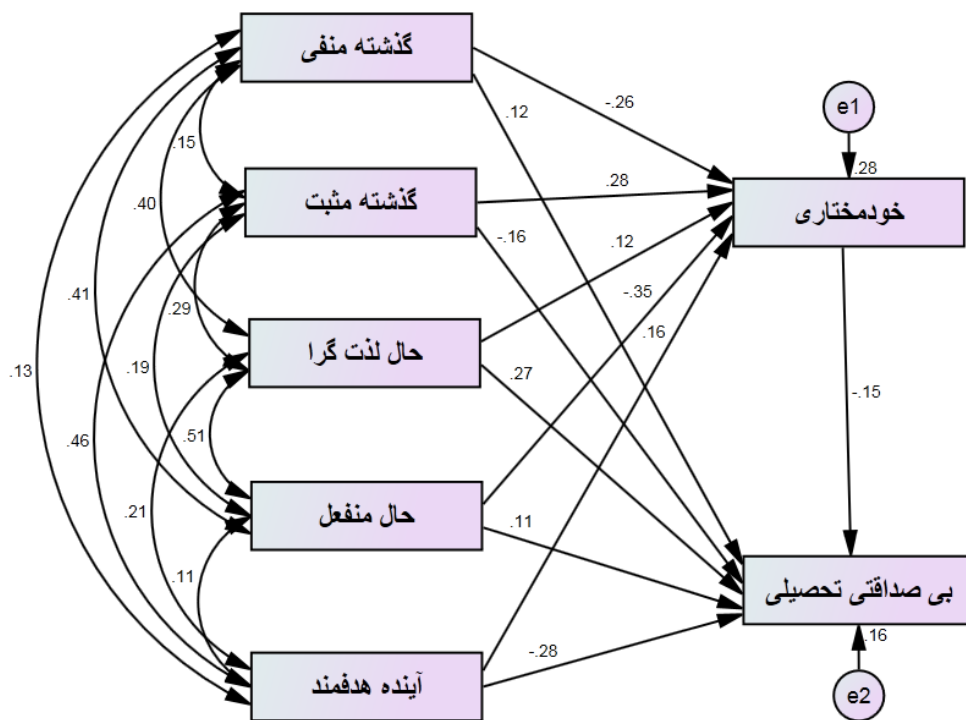 گذشته منفی
-.26
e1
.12
.15
گذشته مثبت
.28
.28
خودمختاری
.40
-.16
.12
.41
.29
-.35
حال لذت گرا
.16
.19
.13
.27
-.15
.46
.51
حال منفعل
.21
.11
.11
بی صداقتی تحصیلی
.16
-.28
آینده هدفمند
e2